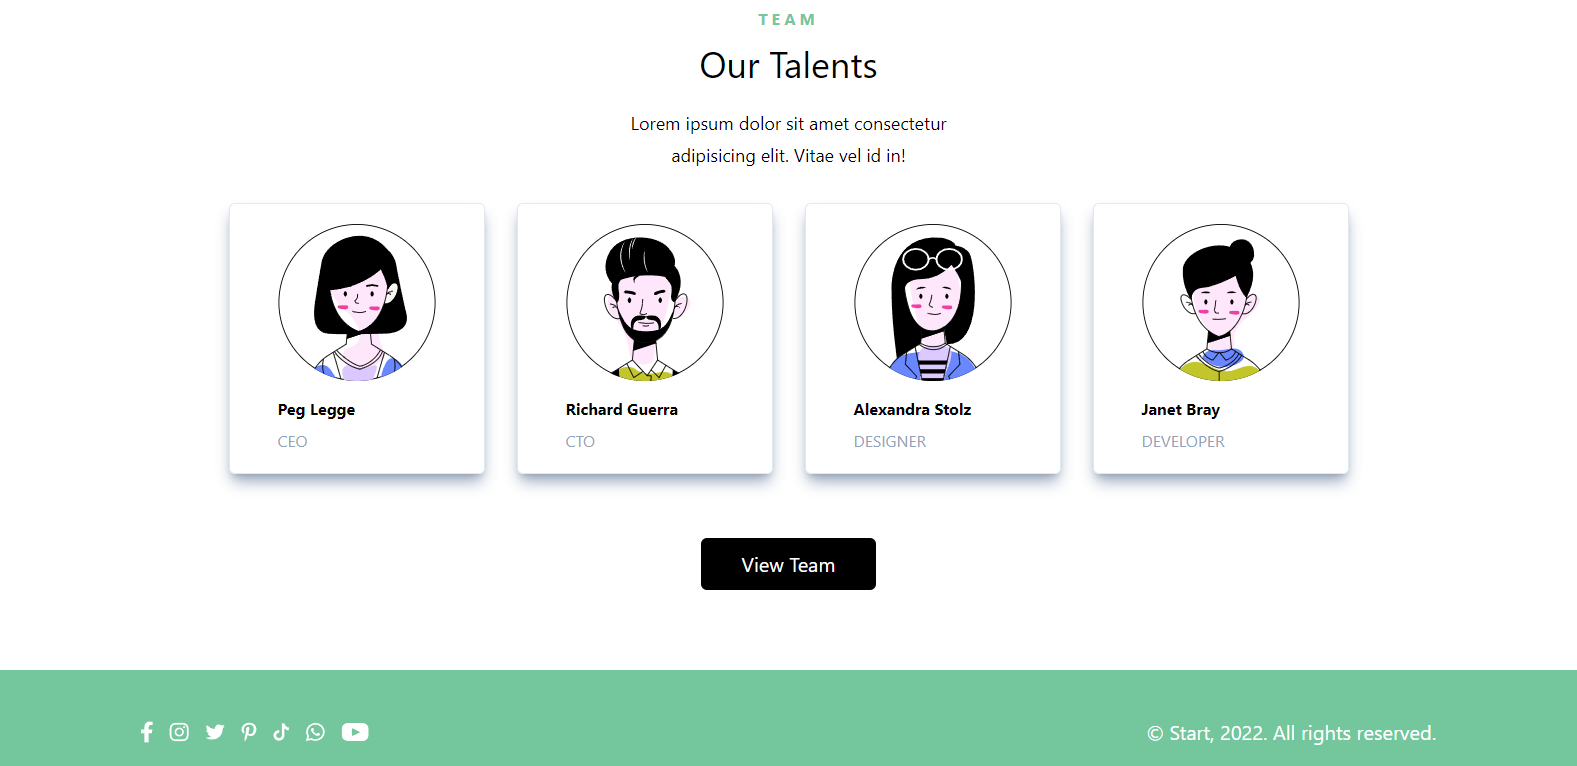 TEAM
Our Talents
Lorem ipsum dolor sit amet consectetur
adipisicing elit. Vitae vel id in!
Peg Legge
CEO
Richard Guerra
CTO
Alexandra Stolz
DESIGNER
Janet Bray
DEVELOPER
View Team
© Start, 2022. All rights reserved.